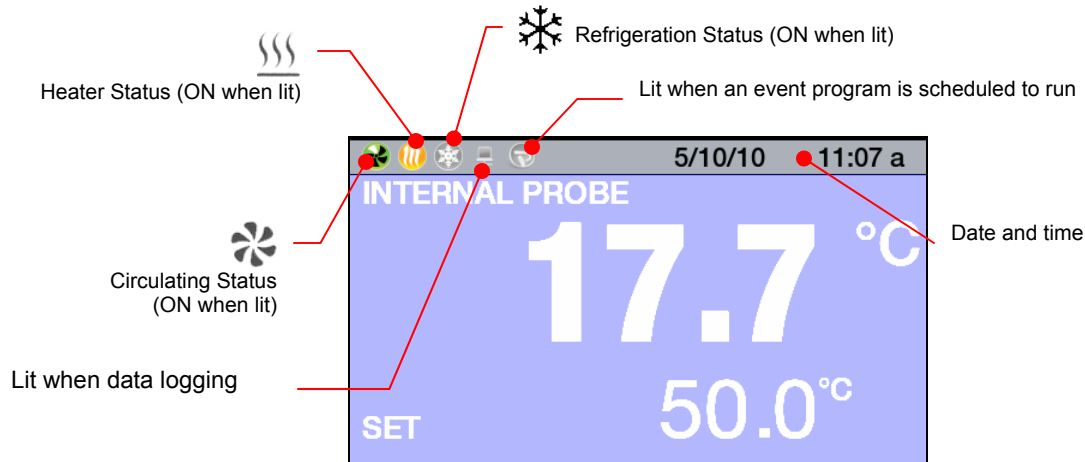 Refrigeration Status (ON when lit)
Heater Status (ON when lit)
Lit when an event program is scheduled to run
5/10/10 11:07 a
INTERNAL PROBE
17.7 °C
Date and time
Circulating Status
(ON when lit)
Lit when data logging
SET 50.0°C